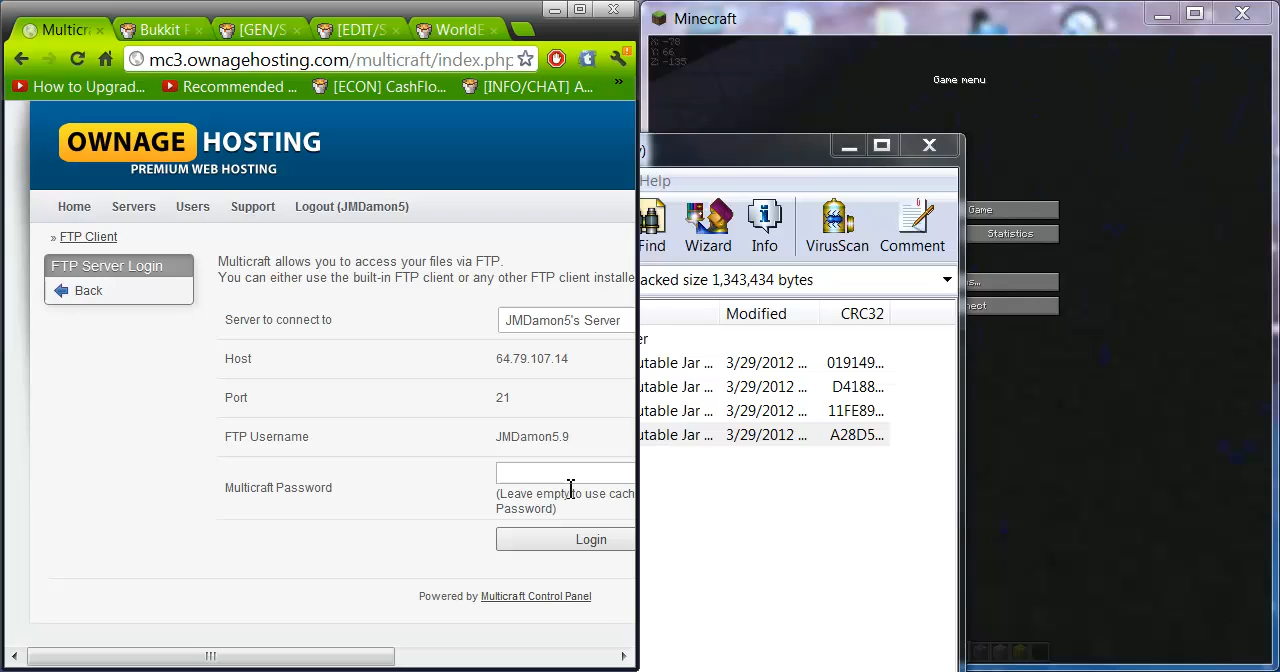 Multicr
Bukkit F
[GEN/S
[EDIT/S
WorldE
mc3.ownagehosting.com/multicraft/index.php
How to Upgrad...
Recommended ...
[ECON] CashFlo...
[INFO/CHAT] A...
OWNAGE HOSTING
PREMIUM WEB HOSTING
Home
Servers
Users
Support
Logout (JMDamon5)
» FTP Client
FTP Server Login
Back
Multicraft allows you to access your files via FTP.
You can either use the built-in FTP client or any other FTP client installe
Server to connect to
JMDamon5's Server
Host
64.79.107.14
Port
21
FTP Username
JMDamon5.9
Multicraft Password
(Leave empty to use cach
Password)
Login
Powered by Multicraft Control Panel
Minecraft
X: -78
Y: 66
Z: -135
Game menu
Game
Statistics
s...
nect
)
Help
Find
Wizard
Info
VirusScan
Comment
acked size 1,343,434 bytes
Modified
CRC32
er
utable Jar ... 3/29/2012 ... 019149...
utable Jar ... 3/29/2012 ... D4188...
utable Jar ... 3/29/2012 ... 11FE89...
utable Jar ... 3/29/2012 ... A28D5...